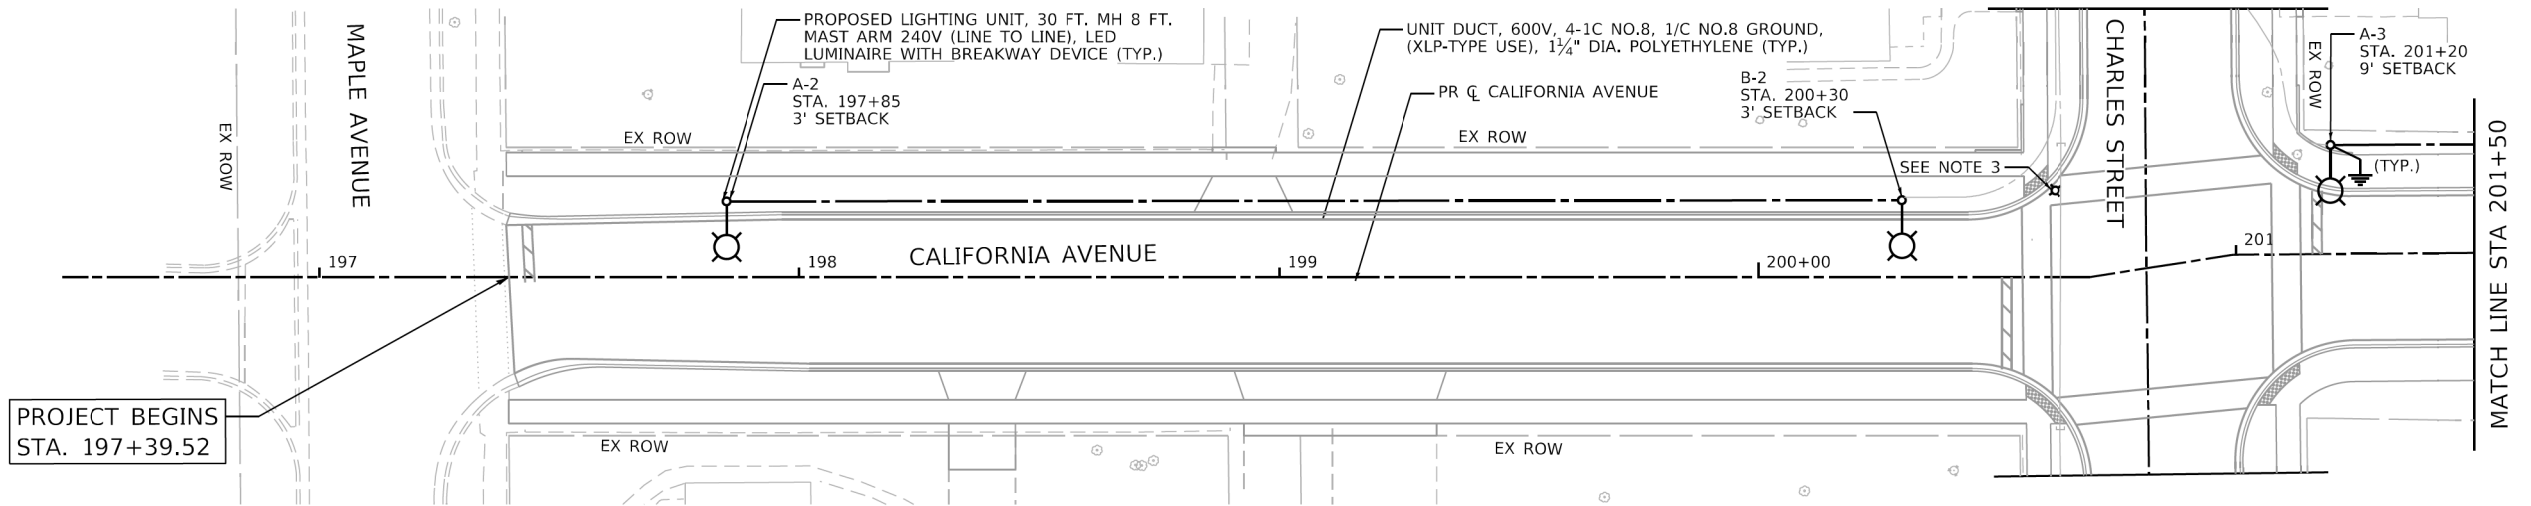 MAPLE AVENUE
EX ROW
PROPOSED LIGHTING UNIT, 30 FT. MH 8 FT.
MAST ARM 240V (LINE TO LINE), LED
LUMINAIRE WITH BREAKWAY DEVICE (TYP.)
A-2
STA. 197+85
3' SETBACK
EX ROW
UNIT DUCT, 600V, 4-1C NO.8, 1/C NO.8 GROUND,
(XLP-TYPE USE), 1¼" DIA. POLYETHYLENE (TYP.)
PR ℄ CALIFORNIA AVENUE
EX ROW
B-2
STA. 200+30
3' SETBACK
SEE NOTE 3
CHARLES STREET
EX ROW
A-3
STA. 201+20
9' SETBACK
(TYP.)
MATCH LINE STA 201+50
197
198
CALIFORNIA AVENUE
199
200+00
201
PROJECT BEGINS
STA. 197+39.52
EX ROW
EX ROW